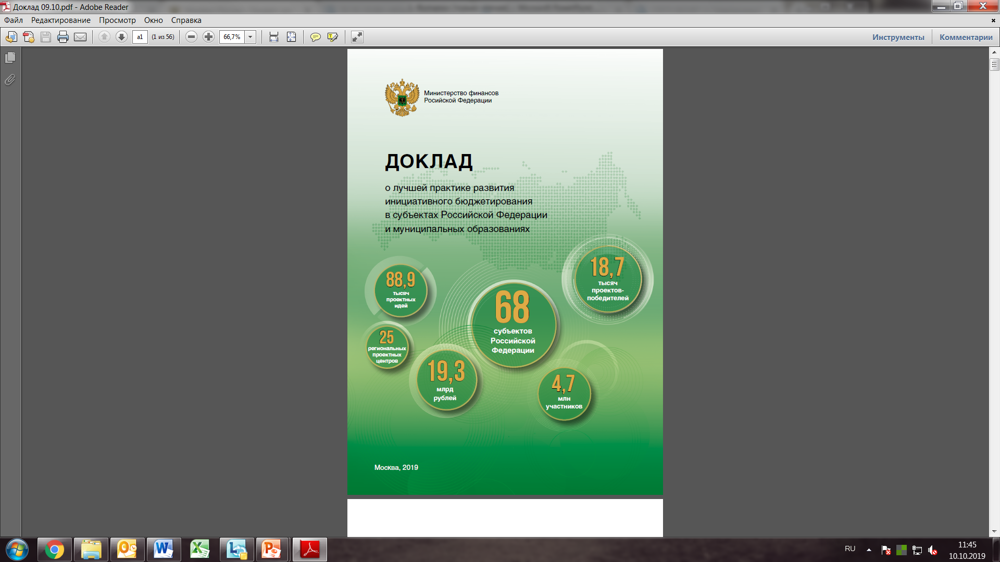 Доклад 09.10.pdf - Adobe Reader
Файл Редактирование Просмотр Окно Справка
a1 (1 из 56) 66,7% Инструменты Комментарии
Министерство финансов
Росийской Федерации
ДОКЛАД
о лучшей практике развития
инициативного бюджетирования
в субъектах Российской Федерации
и муниципальных образованиях
18,7
тысяч
проектов-
победителей
88,9
тысяч
проектных
идей
68
субъектов
Российской
Федерации
25
региональных
проектных
центров
19,3
млрд
рублей
4,7
млн
участников
Москва, 2019
RU
11:45
10.10.2019